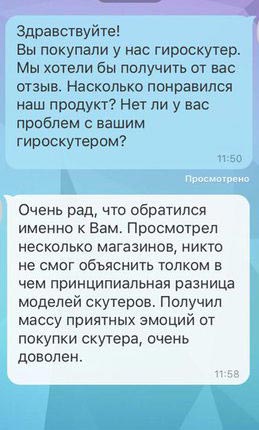 Здравствуйте!
Вы покупали у нас гироскутер.
Мы хотели бы получить от вас
отзыв. Насколько понравился
наш продукт? Нет ли у вас
проблем с вашим
гироскутером?
11:50
Просмотрено
Очень рад, что обратился
именно к Вам. Просмотрел
несколько магазинов, никто
не смог объяснить толком в
чем принципиальная разница
моделей скутеров. Получил
массу приятных эмоций от
покупки скутера, очень
доволен.
11:58